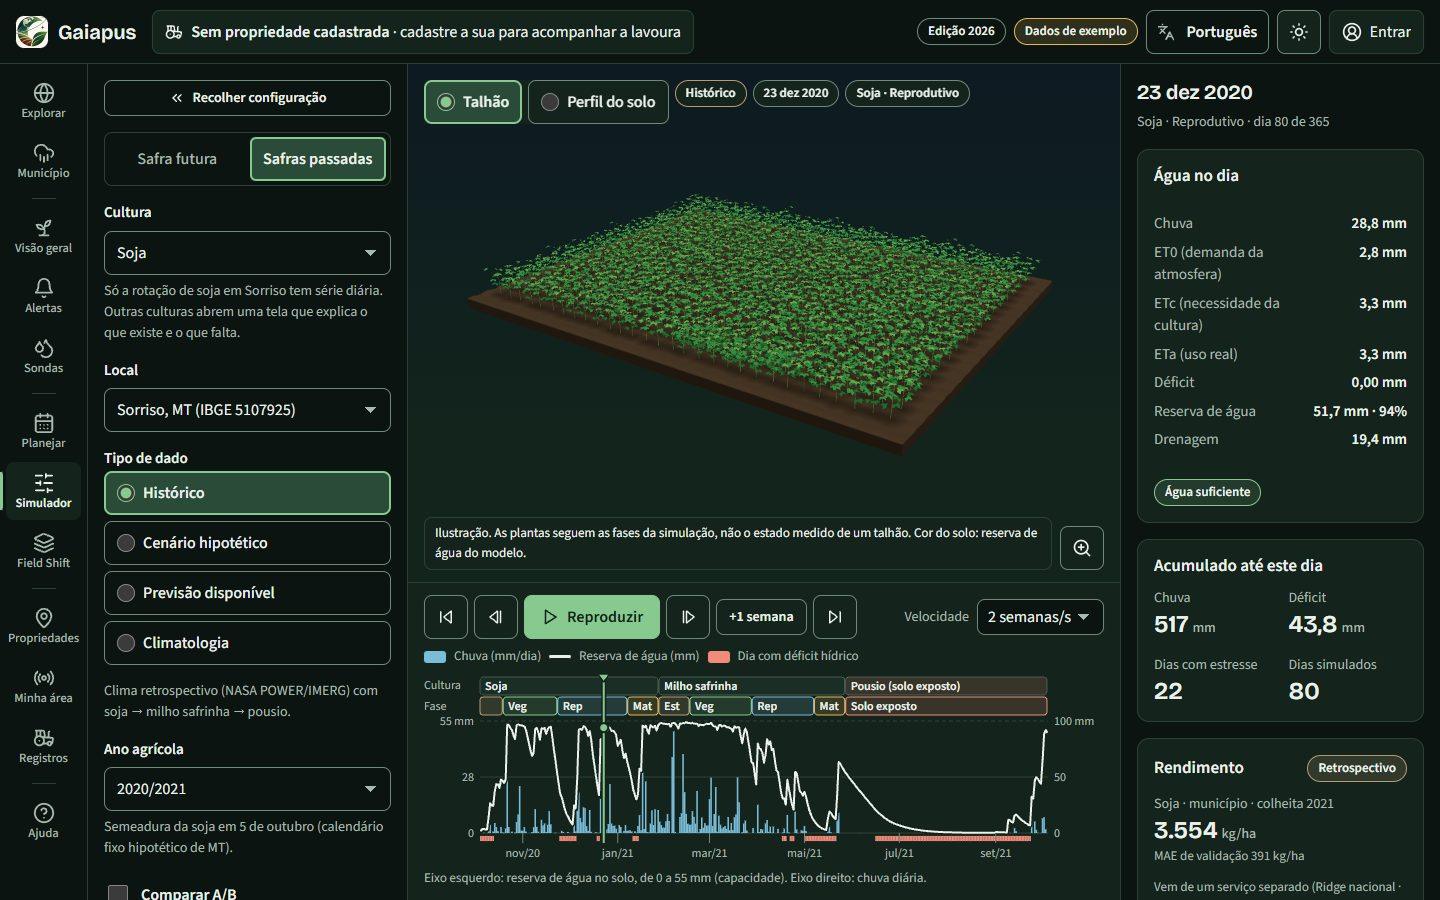 Gaiapus
Sem propriedade cadastrada · cadastre a sua para acompanhar a lavoura
Edição 2026
Dados de exemplo
Português
Entrar
Explorar
Município
Visão geral
Alertas
Sondas
Planejar
Simulador
Field Shift
Propriedades
Minha área
Registros
Ajuda
Recolher configuração
Safra futura
Safras passadas
Cultura
Soja
Só a rotação de soja em Sorriso tem série diária.
Outras culturas abrem uma tela que explica o
que existe e o que falta.
Local
Sorriso, MT (IBGE 5107925)
Tipo de dado
Histórico
Cenário hipotético
Previsão disponível
Climatologia
Clima retrospectivo (NASA POWER/IMERG) com
soja → milho safrinha → pousio.
Ano agrícola
2020/2021
Semeadura da soja em 5 de outubro (calendário
fixo hipotético de MT).
Comparar A/B
Talhão
Perfil do solo
Histórico
23 dez 2020
Soja · Reprodutivo
Ilustração. As plantas seguem as fases da simulação, não o estado medido de um talhão. Cor do solo: reserva de
água do modelo.
Reproduzir
+1 semana
Velocidade
2 semanas/s
Chuva (mm/dia)
Reserva de água (mm)
Dia com déficit hídrico
Cultura
Soja
Milho safrinha
Pousio (solo exposto)
Fase
Veg
Rep
Mat
Est
Veg
Rep
Mat
Solo exposto
55 mm
100 mm
28
50
0
0
nov/20
jan/21
mar/21
mai/21
jul/21
set/21
Eixo esquerdo: reserva de água no solo, de 0 a 55 mm (capacidade). Eixo direito: chuva diária.
23 dez 2020
Soja · Reprodutivo · dia 80 de 365
Água no dia
Chuva 28,8 mm
ET0 (demanda da 2,8 mm
atmosfera)
ETc (necessidade da 3,3 mm
cultura)
ETa (uso real) 3,3 mm
Déficit 0,00 mm
Reserva de água 51,7 mm · 94%
Drenagem 19,4 mm
Água suficiente
Acumulado até este dia
Chuva
517 mm
Déficit
43,8 mm
Dias com estresse
22
Dias simulados
80
Rendimento
Retrospectivo
Soja · município · colheita 2021
3.554 kg/ha
MAE de validação 391 kg/ha
Vem de um serviço separado (Ridge nacional ·